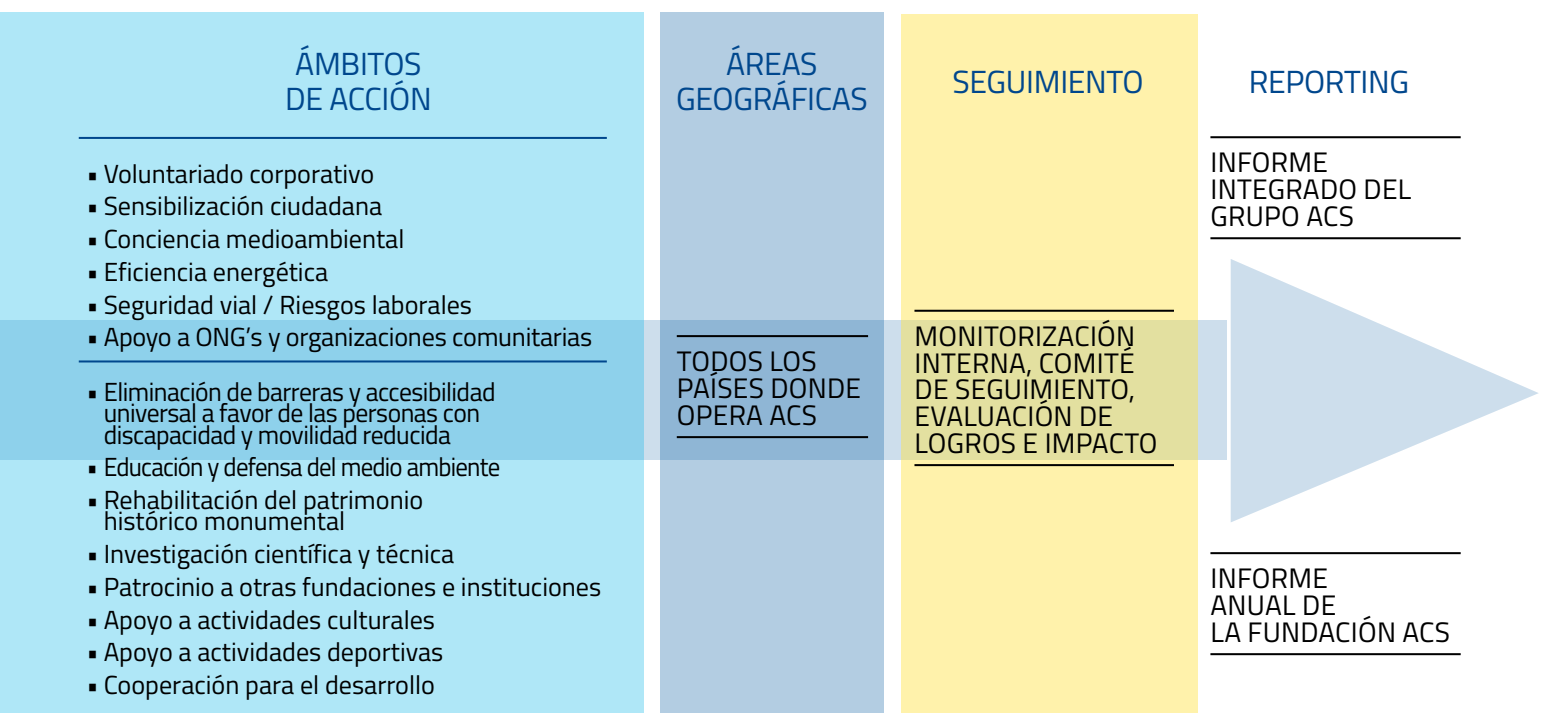 ÁMBITOS
DE ACCIÓN
▪ Voluntariado corporativo
▪ Sensibilización ciudadana
▪ Conciencia medioambiental
▪ Eficiencia energética
▪ Seguridad vial / Riesgos laborales
▪ Apoyo a ONG's y organizaciones comunitarias
▪ Eliminación de barreras y accesibilidad
universal a favor de las personas con
discapacidad y movilidad reducida
▪ Educación y defensa del medio ambiente
▪ Rehabilitación del patrimonio
histórico monumental
▪ Investigación científica y técnica
▪ Patrocinio a otras fundaciones e instituciones
▪ Apoyo a actividades culturales
▪ Apoyo a actividades deportivas
▪ Cooperación para el desarrollo
ÁREAS
GEOGRÁFICAS
TODOS LOS
PAÍSES DONDE
OPERA ACS
SEGUIMIENTO
MONITORIZACIÓN
INTERNA, COMITÉ
DE SEGUIMIENTO,
EVALUACIÓN DE
LOGROS E IMPACTO
REPORTING
INFORME
INTEGRADO DEL
GRUPO ACS
INFORME
ANUAL DE
LA FUNDACIÓN ACS